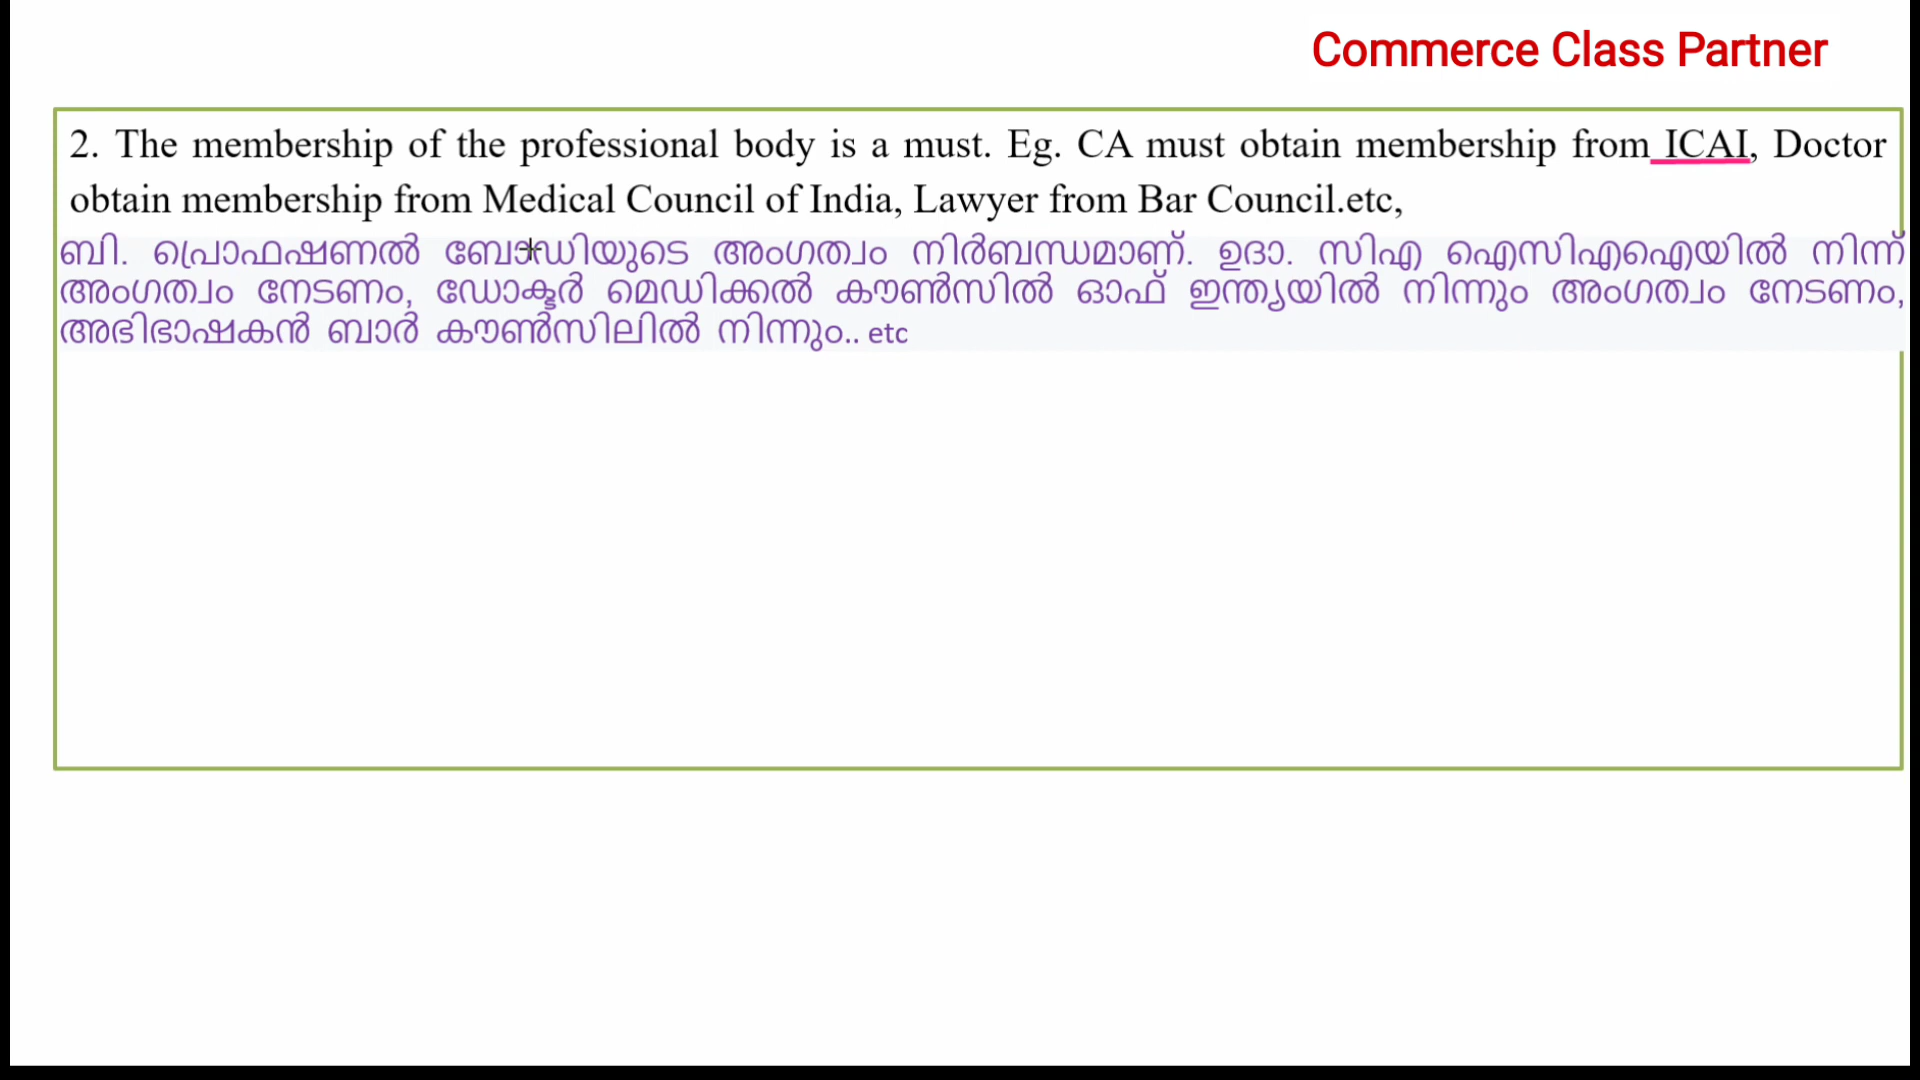 Commerce Class Partner
2. The membership of the professional body is a must. Eg. CA must obtain membership from ICAI, Doctor
obtain membership from Medical Council of India, Lawyer from Bar Council.etc,
ബി. പ്രൊഫഷണൽ ബോഡിയുടെ അംഗത്വം നിർബന്ധമാണ്. ഉദാ. സിഎ ഐസിഎഐയിൽ നിന്ന്
അംഗത്വം നേടണം, ഡോക്ടർ മെഡിക്കൽ കൗൺസിൽ ഓഫ് ഇന്ത്യയിൽ നിന്നും അംഗത്വം നേടണം,
അഭിഭാഷകൻ ബാർ കൗൺസിലിൽ നിന്നും.. etc